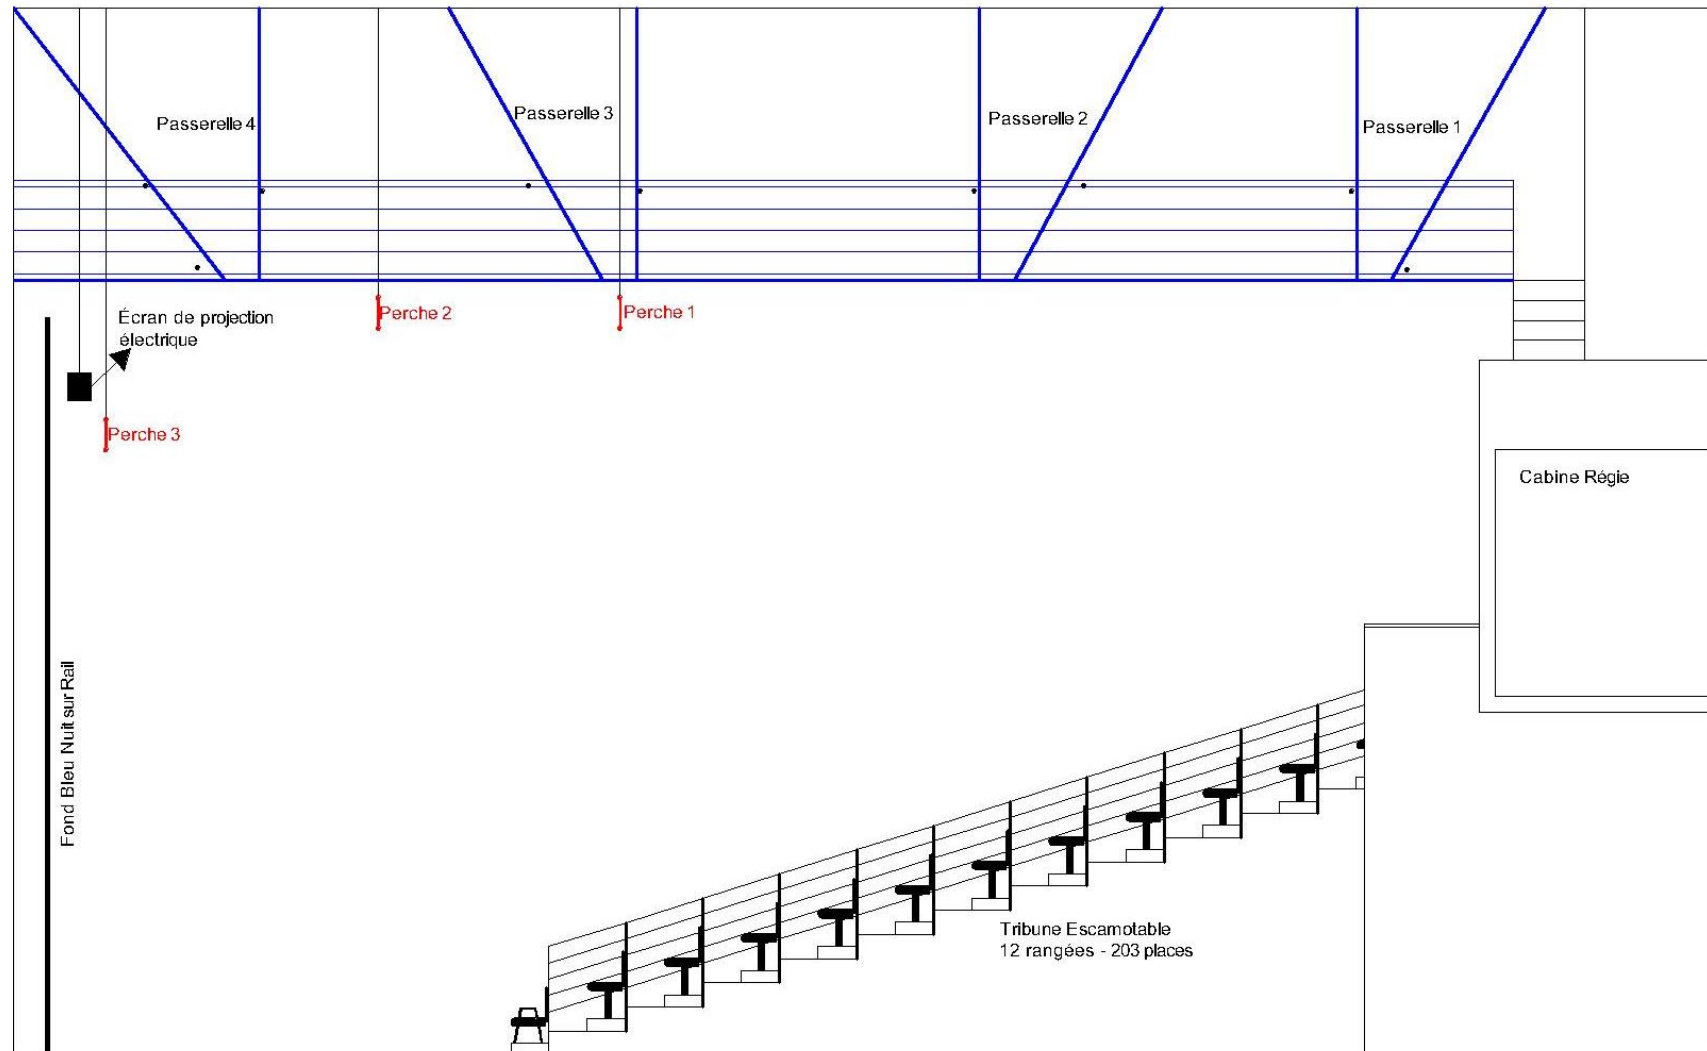 Passerelle 4
Passerelle 3
Passerelle 2
Passerelle 1
Écran de projection
électrique
Perche 2
Perche 1
Perche 3
Cabine Régie
Fond Bleu Nuit sur Rail
Tribune Escamotable
12 rangées - 203 places